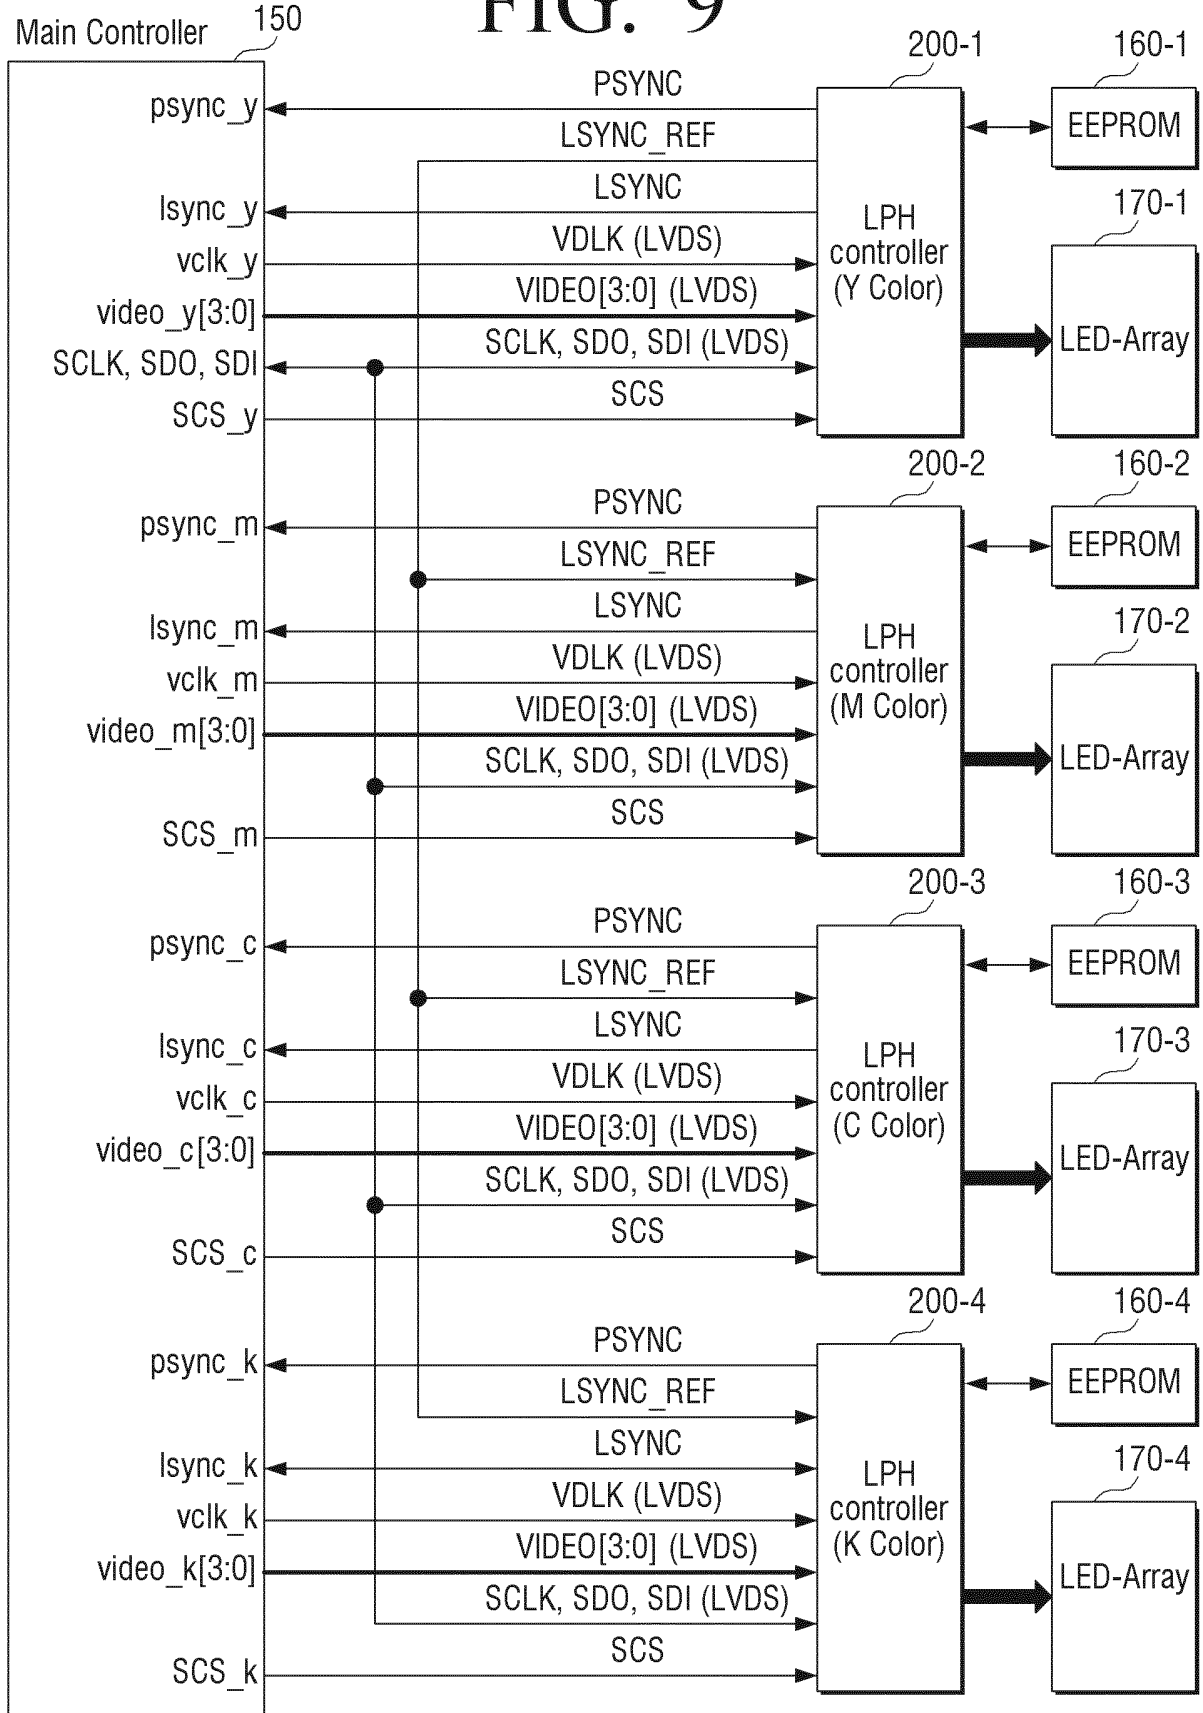 FIG. 9
Main Controller
150
200-1
160-1
psync_y
PSYNC
EEPROM
LSYNC_REF
lsync_y
LSYNC
170-1
LPH
controller
(Y Color)
vclk_y
VDLK (LVDS)
video_y[3:0]
VIDEO[3:0] (LVDS)
LED-Array
SCLK, SDO, SDI
SCLK, SDO, SDI (LVDS)
SCS_y
SCS
200-2
160-2
psync_m
PSYNC
EEPROM
LSYNC_REF
lsync_m
LSYNC
170-2
LPH
controller
(M Color)
vclk_m
VDLK (LVDS)
video_m[3:0]
VIDEO[3:0] (LVDS)
LED-Array
SCLK, SDO, SDI (LVDS)
SCS_m
SCS
200-3
160-3
psync_c
PSYNC
EEPROM
LSYNC_REF
lsync_c
LSYNC
170-3
LPH
controller
(C Color)
vclk_c
VDLK (LVDS)
video_c[3:0]
VIDEO[3:0] (LVDS)
LED-Array
SCLK, SDO, SDI (LVDS)
SCS_c
SCS
200-4
160-4
psync_k
PSYNC
EEPROM
LSYNC_REF
lsync_k
LSYNC
170-4
LPH
controller
(K Color)
vclk_k
VDLK (LVDS)
video_k[3:0]
VIDEO[3:0] (LVDS)
LED-Array
SCLK, SDO, SDI (LVDS)
SCS_k
SCS